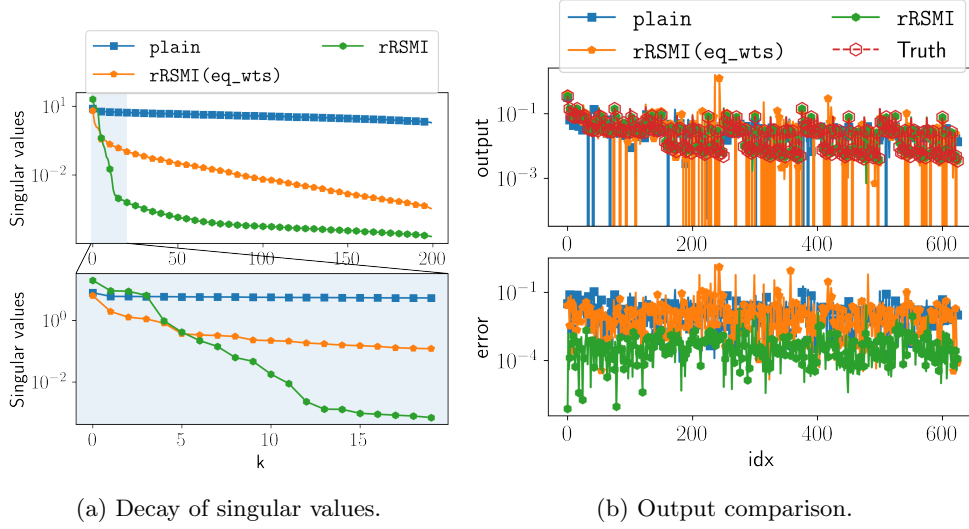 plain
rRSMI
rRSMI(eq_wts)
Singular values
10^1
10^{-2}
0 50 100 150 200
Singular values
10^0
10^{-2}
0 5 10 15
k
(a) Decay of singular values.
plain
rRSMI
rRSMI(eq_wts)
Truth
output
10^{-1}
10^{-3}
0 200 400 600
error
10^{-1}
10^{-4}
0 200 400 600
idx
(b) Output comparison.